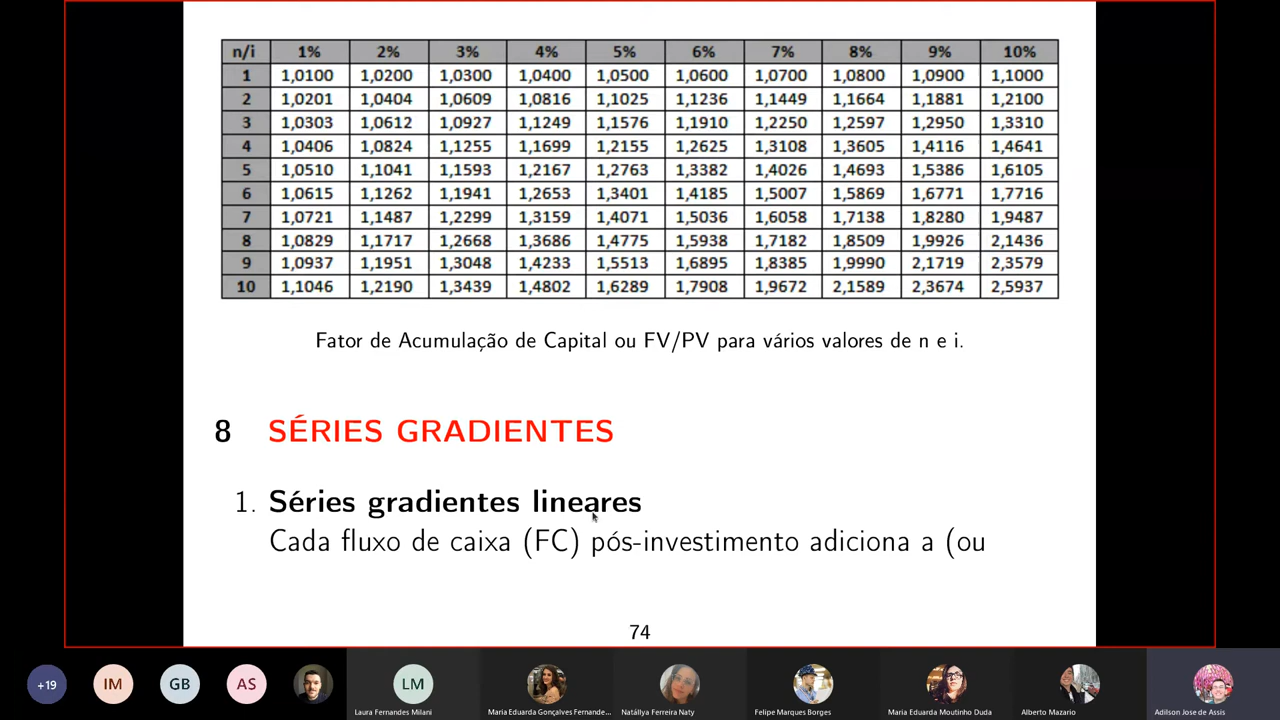 n/i 1% 2% 3% 4% 5% 6% 7% 8% 9% 10%
1 1,0100 1,0200 1,0300 1,0400 1,0500 1,0600 1,0700 1,0800 1,0900 1,1000
2 1,0201 1,0404 1,0609 1,0816 1,1025 1,1236 1,1449 1,1664 1,1881 1,2100
3 1,0303 1,0612 1,0927 1,1249 1,1576 1,1910 1,2250 1,2597 1,2950 1,3310
4 1,0406 1,0824 1,1255 1,1699 1,2155 1,2625 1,3108 1,3605 1,4116 1,4641
5 1,0510 1,1041 1,1593 1,2167 1,2763 1,3382 1,4026 1,4693 1,5386 1,6105
6 1,0615 1,1262 1,1941 1,2653 1,3401 1,4185 1,5007 1,5869 1,6771 1,7716
7 1,0721 1,1487 1,2299 1,3159 1,4071 1,5036 1,6058 1,7138 1,8280 1,9487
8 1,0829 1,1717 1,2668 1,3686 1,4775 1,5938 1,7182 1,8509 1,9926 2,1436
9 1,0937 1,1951 1,3048 1,4233 1,5513 1,6895 1,8385 1,9990 2,1719 2,3579
10 1,1046 1,2190 1,3439 1,4802 1,6289 1,7908 1,9672 2,1589 2,3674 2,5937
Fator de Acumulação de Capital ou FV/PV para vários valores de n e i.
8 SÉRIES GRADIENTES
1. Séries gradientes lineares
Cada fluxo de caixa (FC) pós-investimento adiciona a (ou
74
+19 IM GB AS LM
Laura Fernandes Milani Maria Eduarda Gonçalves Fernande... Natállya Ferreira Naty Felipe Marques Borges Maria Eduarda Moutinho Duda Alberto Mazario Adilson Jose de Assis